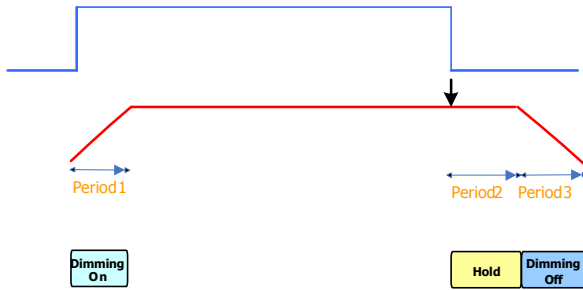 Period1
Period2
Period3
Dimming
On
Hold
Dimming
Off